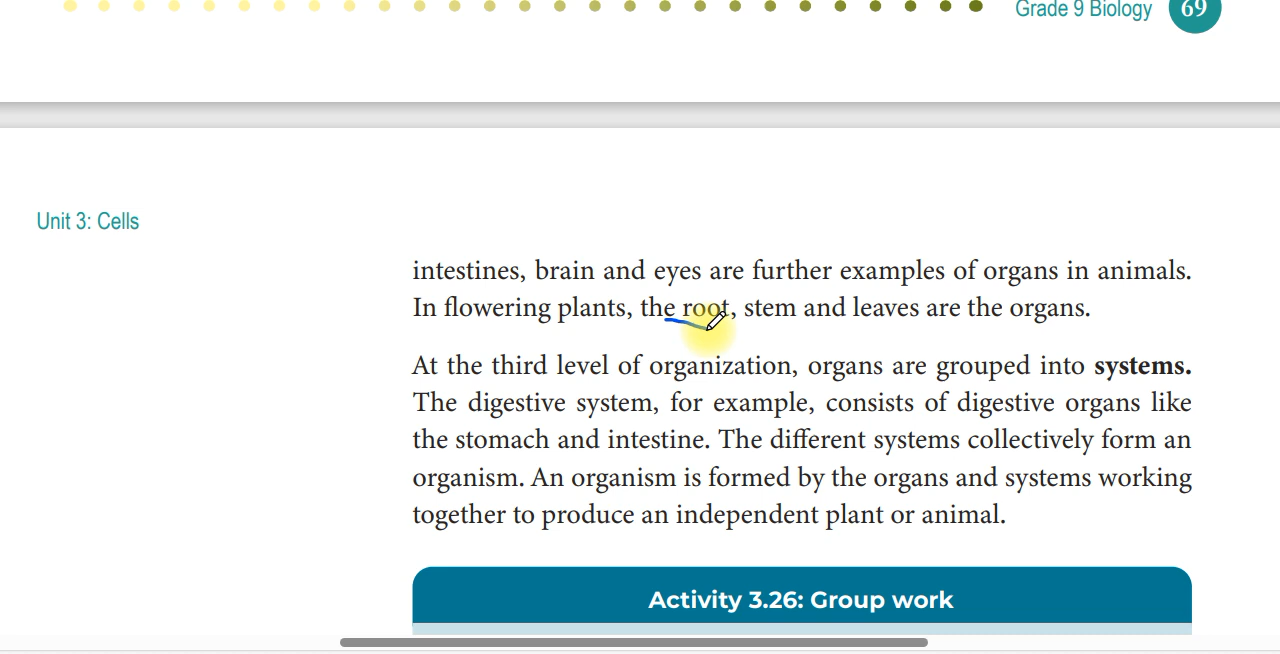 Grade 9 Biology 69
Unit 3: Cells
intestines, brain and eyes are further examples of organs in animals.
In flowering plants, the root, stem and leaves are the organs.
At the third level of organization, organs are grouped into systems.
The digestive system, for example, consists of digestive organs like
the stomach and intestine. The different systems collectively form an
organism. An organism is formed by the organs and systems working
together to produce an independent plant or animal.
Activity 3.26: Group work